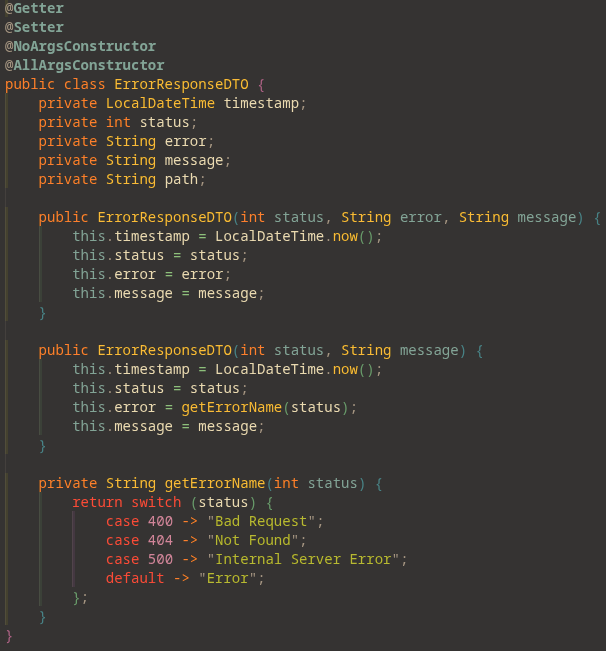 @Getter
@Setter
@NoArgsConstructor
@AllArgsConstructor
public class ErrorResponseDTO {
    private LocalDateTime timestamp;
    private int status;
    private String error;
    private String message;
    private String path;

    public ErrorResponseDTO(int status, String error, String message) {
        this.timestamp = LocalDateTime.now();
        this.status = status;
        this.error = error;
        this.message = message;
    }

    public ErrorResponseDTO(int status, String message) {
        this.timestamp = LocalDateTime.now();
        this.status = status;
        this.error = getErrorName(status);
        this.message = message;
    }

    private String getErrorName(int status) {
        return switch (status) {
            case 400 -> "Bad Request";
            case 404 -> "Not Found";
            case 500 -> "Internal Server Error";
            default -> "Error";
        };
    }
}